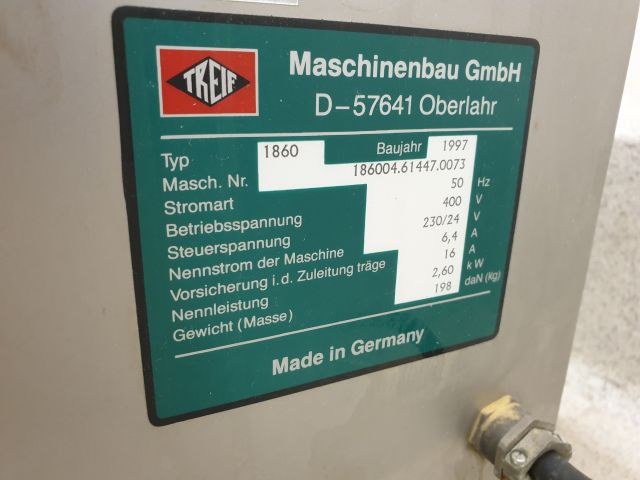 TREIF
Maschinenbau GmbH
D-57641 Oberlahr
Typ 1860 Baujahr 1997
Masch. Nr. 186004.61447.0073
Stromart 50 Hz
Betriebsspannung 400 V
Steuerspannung 230/24 V
Nennstrom der Maschine 6,4 A
Vorsicherung i.d. Zuleitung träge 16 A
Nennleistung 2,60 kW
Gewicht (Masse) 198 daN (kg)
Made in Germany